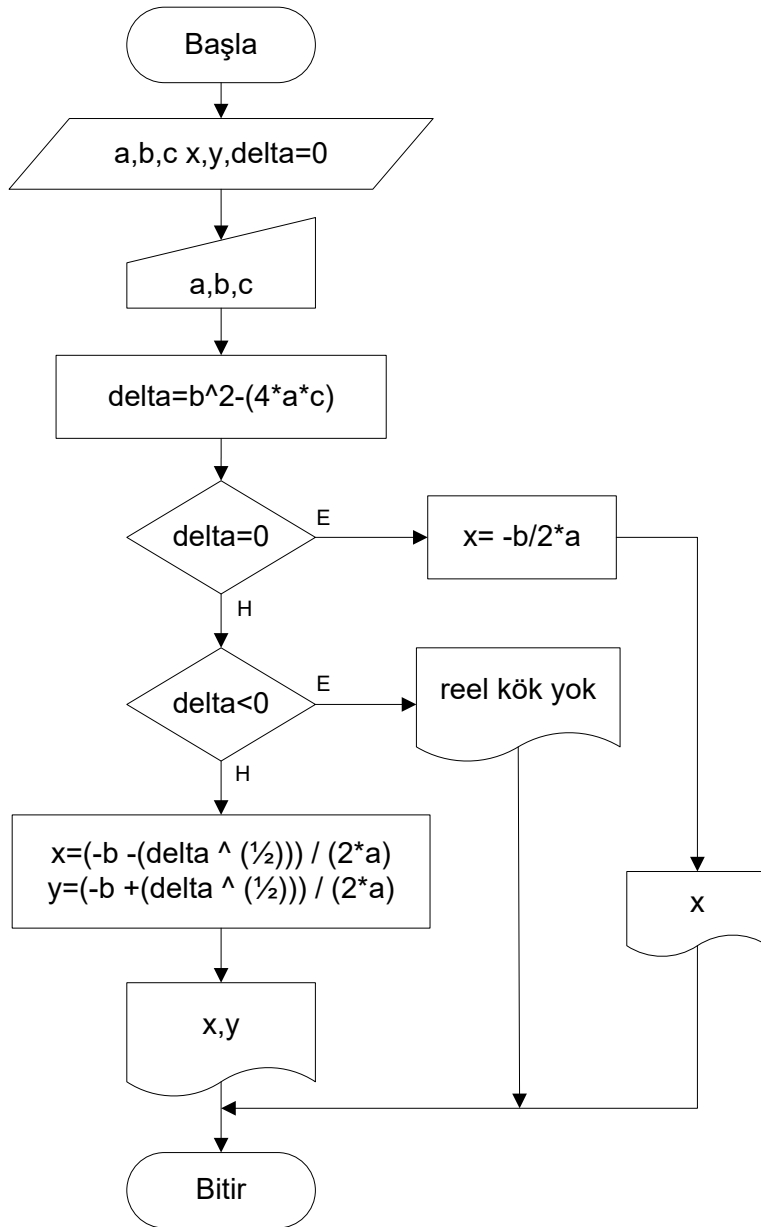 Başla
a,b,c x,y,delta=0
a,b,c
delta=b^2-(4*a*c)
delta=0
E
x= -b/2*a
H
delta<0
E
reel kök yok
H
x=(-b -(delta ^ (½))) / (2*a)
y=(-b +(delta ^ (½))) / (2*a)
x
x,y
Bitir